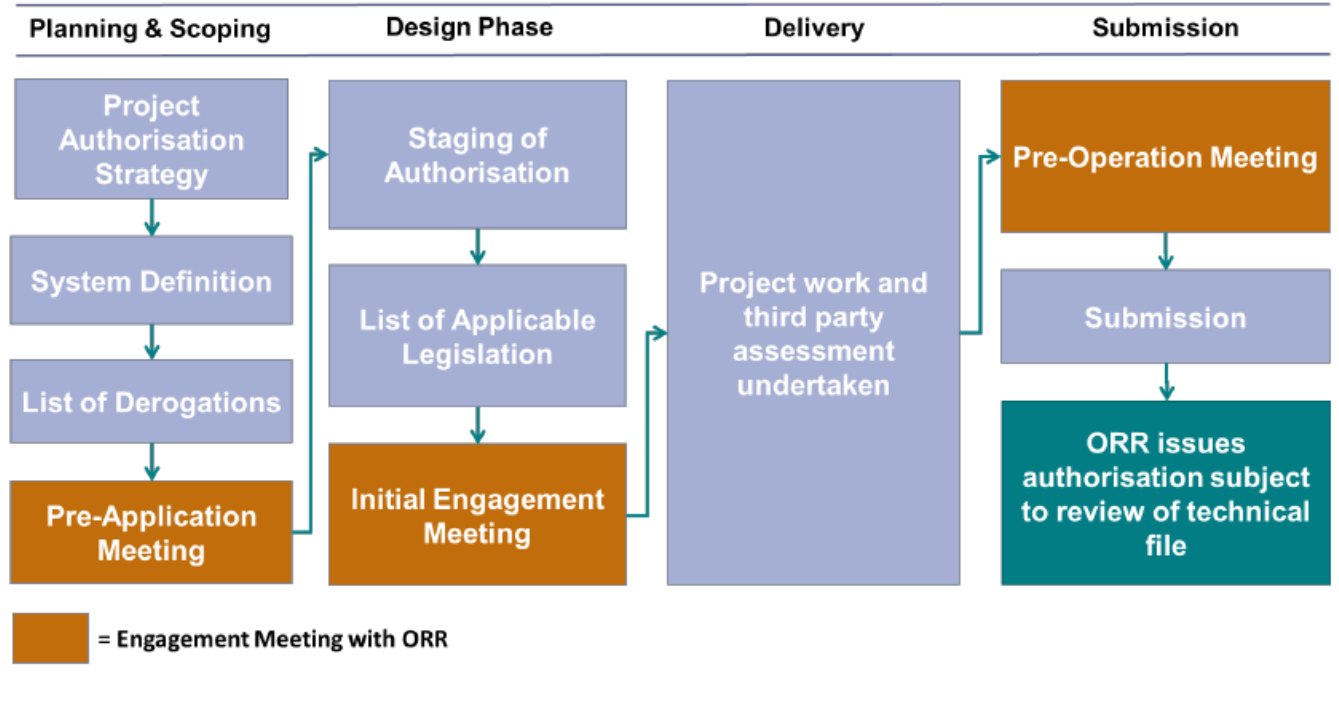 Planning & Scoping
Design Phase
Delivery
Submission
Project
Authorisation
Strategy
System Definition
List of Derogations
Pre-Application
Meeting
Staging of
Authorisation
List of Applicable
Legislation
Initial Engagement
Meeting
Project work and
third party
assessment
undertaken
Pre-Operation Meeting
Submission
ORR issues
authorisation subject
to review of technical
file
= Engagement Meeting with ORR